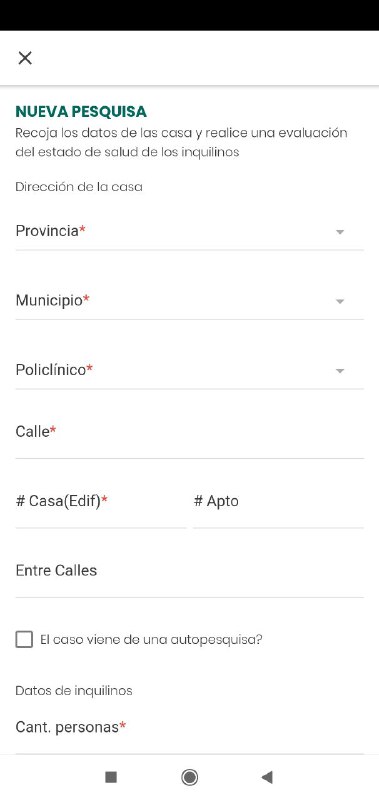 NUEVA PESQUISA
Recoja los datos de las casa y realice una evaluación
del estado de salud de los inquilinos
Dirección de la casa
Provincia*
Municipio*
Policlínico*
Calle*
# Casa(Edif)* # Apto
Entre Calles
El caso viene de una autopesquisa?
Datos de inquilinos
Cant. personas*